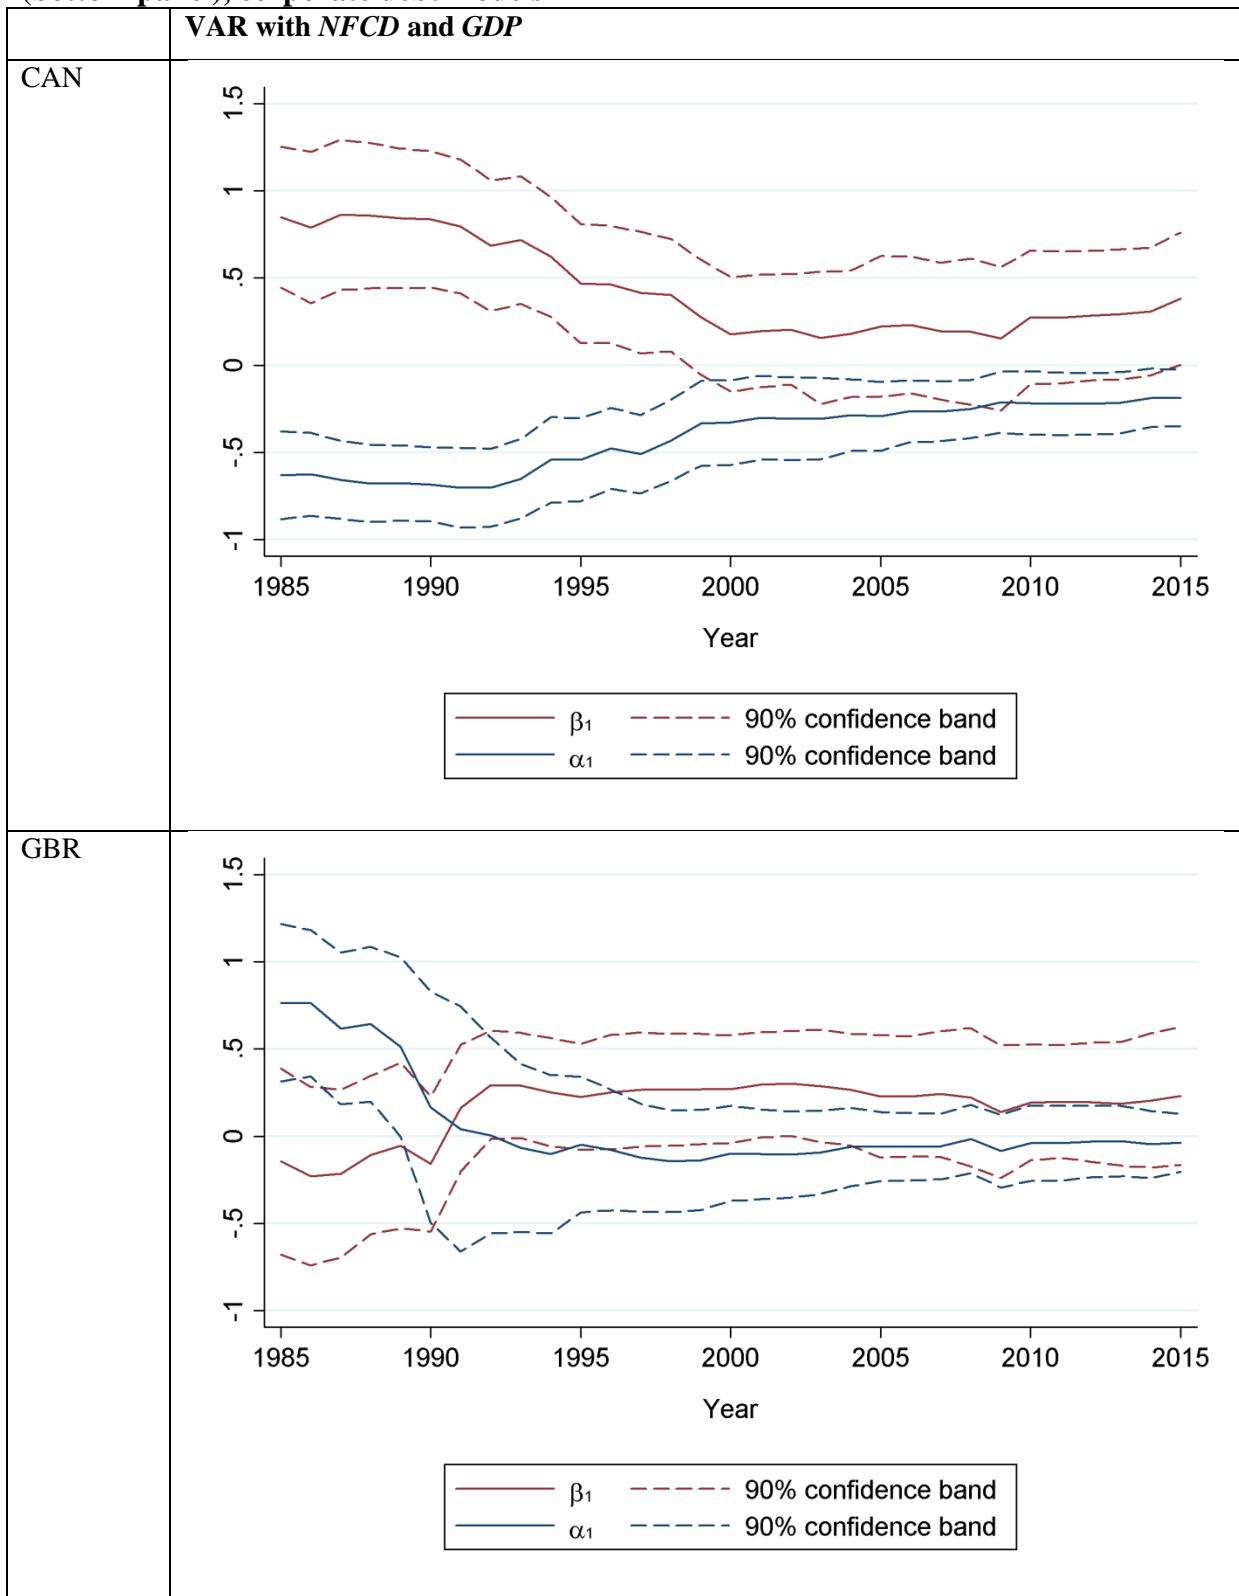 VAR with NFCD and GDP
CAN
1.5
1
.5
0
-.5
-1
1985 1990 1995 2000 2005 2010 2015
Year
β1 90% confidence band
α1 90% confidence band
GBR
1.5
1
.5
0
-.5
-1
1985 1990 1995 2000 2005 2010 2015
Year
β1 90% confidence band
α1 90% confidence band